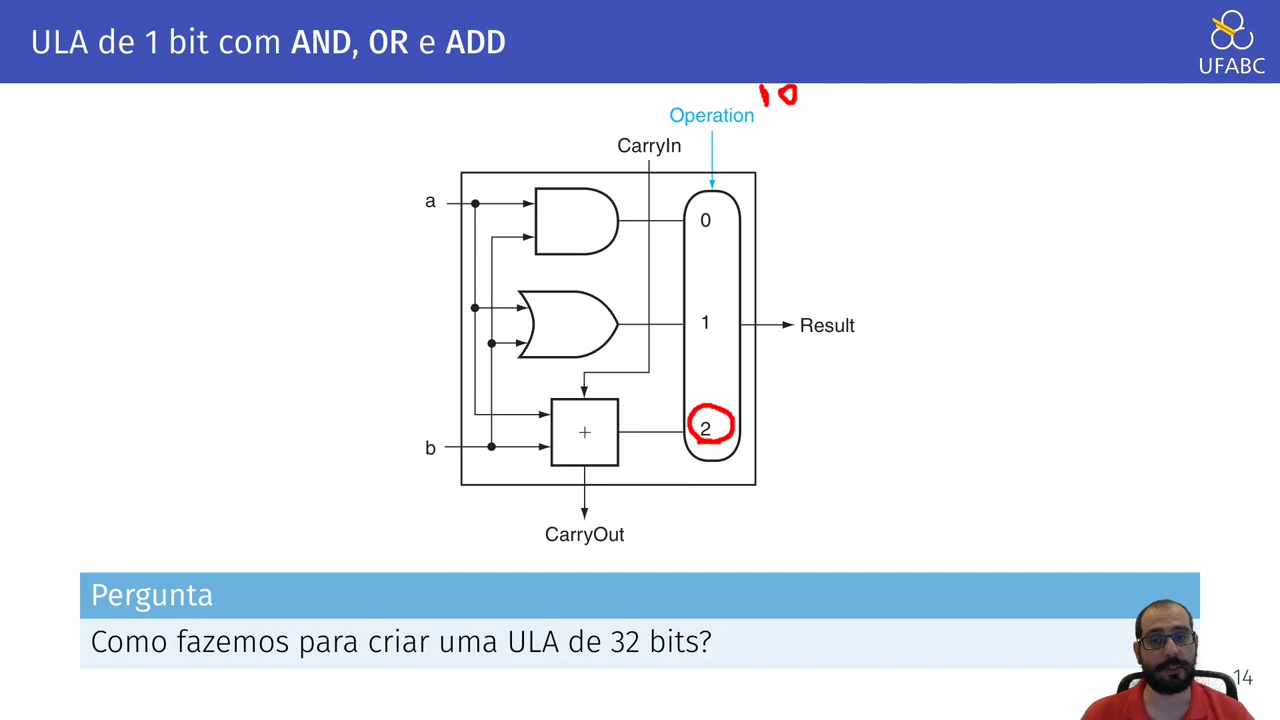 ULA de 1 bit com AND, OR e ADD
UFABC
10
Operation
CarryIn
a
0
1
Result
2
+
b
CarryOut
Pergunta
Como fazemos para criar uma ULA de 32 bits?
14